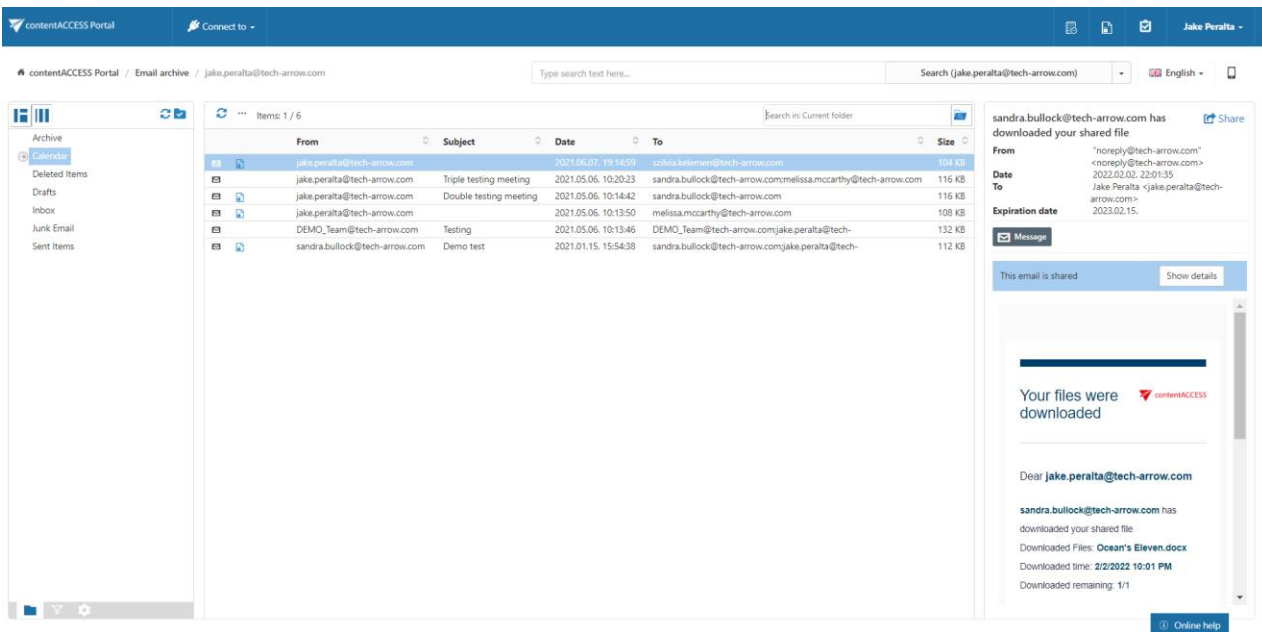 contentACCESS Portal
Connect to
Jake Peralta
contentACCESS Portal / Email archive / jake.peralta@tech-arrow.com
Type search text here...
Search (jake.peralta@tech-arrow.com)
English
Archive
Calendar
Deleted Items
Drafts
Inbox
Junk Email
Sent Items
Items: 1 / 6
Search in: Current folder
From Subject Date To Size
jake.peralta@tech-arrow.com 2021.06.07. 19:14:59 szilvia.kelemen@tech-arrow.com 104 KB
jake.peralta@tech-arrow.com Triple testing meeting 2021.05.06. 10:20:23 sandra.bullock@tech-arrow.com;melissa.mccarthy@tech-arrow.com 116 KB
jake.peralta@tech-arrow.com Double testing meeting 2021.05.06. 10:14:42 sandra.bullock@tech-arrow.com 116 KB
jake.peralta@tech-arrow.com 2021.05.06. 10:13:50 melissa.mccarthy@tech-arrow.com 108 KB
DEMO_Team@tech-arrow.com Testing 2021.05.06. 10:13:46 DEMO_Team@tech-arrow.com;jake.peralta@tech- 132 KB
sandra.bullock@tech-arrow.com Demo test 2021.01.15. 15:54:38 sandra.bullock@tech-arrow.com;jake.peralta@tech- 112 KB
sandra.bullock@tech-arrow.com has
downloaded your shared file
Share
From "noreply@tech-arrow.com"
<noreply@tech-arrow.com>
Date 2022.02.02. 22:01:35
To Jake Peralta <jake.peralta@tech-
arrow.com>
Expiration date 2023.02.15.
Message
This email is shared
Show details
Your files were
downloaded
contentACCESS
Dear jake.peralta@tech-arrow.com
sandra.bullock@tech-arrow.com has
downloaded your shared file
Downloaded Files: Ocean's Eleven.docx
Downloaded time: 2/2/2022 10:01 PM
Downloaded remaining: 1/1
Online help